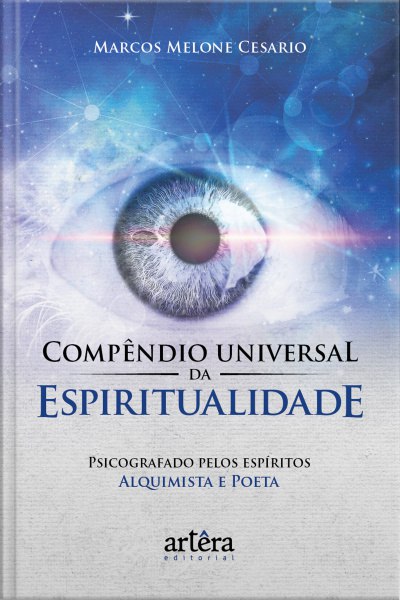 Marcos Melone Cesario
Compêndio Universal
da
Espiritualidade
Psicografado pelos espíritos
Alquimista e Poeta
artêra
editorial